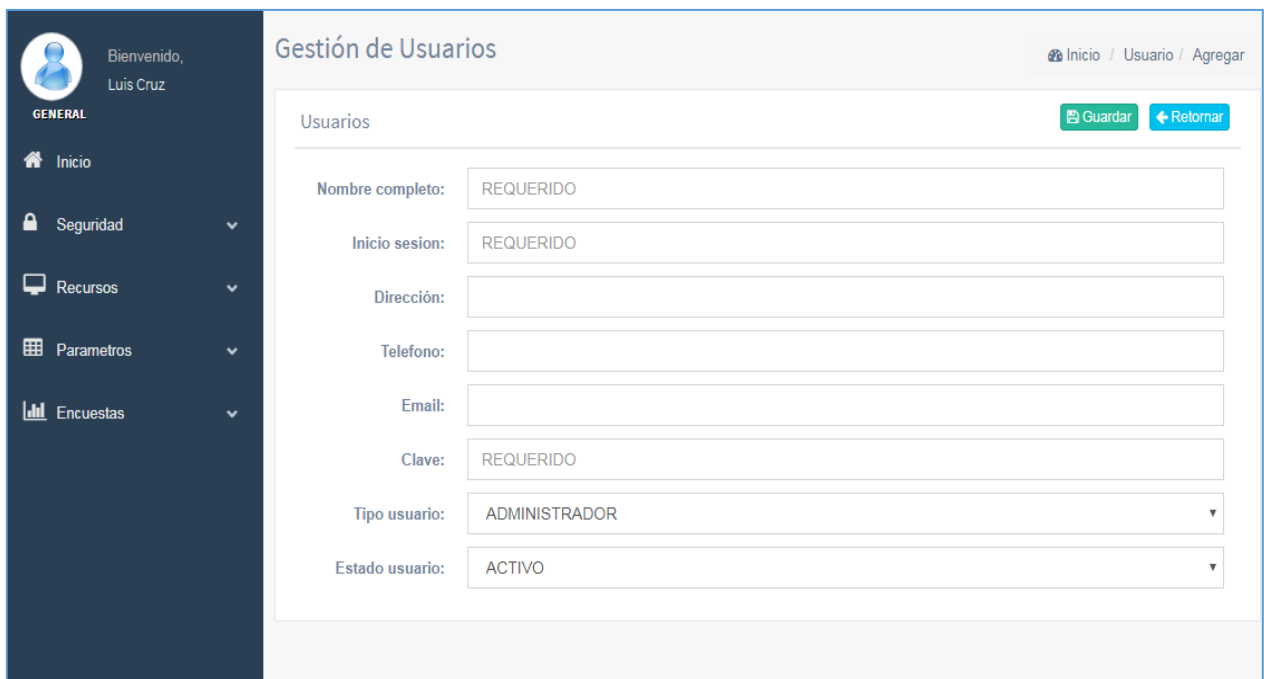 Bienvenido,
Luis Cruz
GENERAL
Inicio
Seguridad
Recursos
Parametros
Encuestas
Gestión de Usuarios
Inicio / Usuario / Agregar
Usuarios
Guardar
Retornar
Nombre completo: REQUERIDO
Inicio sesion: REQUERIDO
Dirección:
Telefono:
Email:
Clave: REQUERIDO
Tipo usuario: ADMINISTRADOR
Estado usuario: ACTIVO